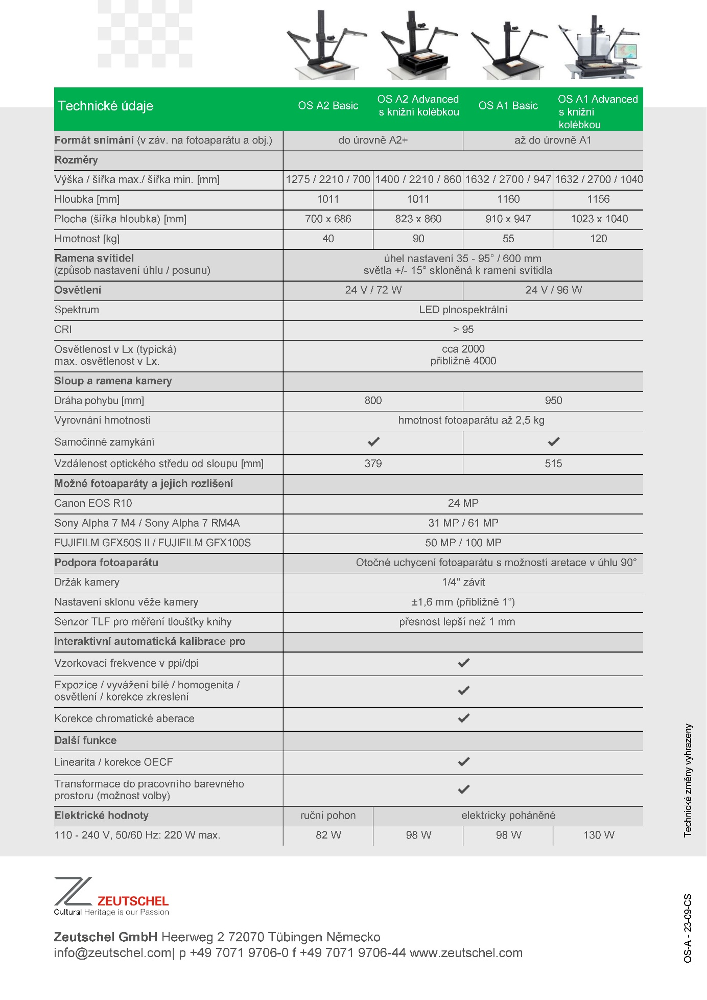 Technické údaje
OS A2 Basic
OS A2 Advanced
s knižní kolébkou
OS A1 Basic
OS A1 Advanced
s knižní
kolébkou
Formát snímání (v záv. na fotoaparátu a obj.) do úrovně A2+ až do úrovně A1
Rozměry
Výška / šířka max./ šířka min. [mm] 1275 / 2210 / 700 1400 / 2210 / 860 1632 / 2700 / 947 1632 / 2700 / 1040
Hloubka [mm] 1011 1011 1160 1156
Plocha (šířka hloubka) [mm] 700 x 686 823 x 860 910 x 947 1023 x 1040
Hmotnost [kg] 40 90 55 120
Ramena svítidel
(způsob nastavení úhlu / posunu)
úhel nastavení 35 - 95° / 600 mm
světla +/- 15° skloněná k rameni svítidla
Osvětlení 24 V / 72 W 24 V / 96 W
Spektrum LED plnospektrální
CRI > 95
Osvětlenost v Lx (typická)
max. osvětlenost v Lx.
cca 2000
přibližně 4000
Sloup a ramena kamery
Dráha pohybu [mm] 800 950
Vyrovnání hmotnosti hmotnost fotoaparátu až 2,5 kg
Samočinné zamykání ✓ ✓
Vzdálenost optického středu od sloupu [mm] 379 515
Možné fotoaparáty a jejich rozlišení
Canon EOS R10 24 MP
Sony Alpha 7 M4 / Sony Alpha 7 RM4A 31 MP / 61 MP
FUJIFILM GFX50S II / FUJIFILM GFX100S 50 MP / 100 MP
Podpora fotoaparátu Otočné uchycení fotoaparátu s možností aretace v úhlu 90°
Držák kamery 1/4" závit
Nastavení sklonu věže kamery ±1,6 mm (přibližně 1°)
Senzor TLF pro měření tloušťky knihy přesnost lepší než 1 mm
Interaktivní automatická kalibrace pro
Vzorkovaci frekvence v ppi/dpi ✓
Expozice / vyvážení bílé / homogenita /
osvětlení / korekce zkreslení
✓
Korekce chromatické aberace ✓
Další funkce
Linearita / korekce OECF ✓
Transformace do pracovního barevného
prostoru (možnost volby)
✓
Elektrické hodnoty ruční pohon elektricky poháněné
110 - 240 V, 50/60 Hz: 220 W max. 82 W 98 W 98 W 130 W
Technické změny vyhrazeny
ZEUTSCHEL
Cultural Heritage is our Passion
Zeutschel GmbH Heerweg 2 72070 Tübingen Německo
info@zeutschel.com| p +49 7071 9706-0 f +49 7071 9706-44 www.zeutschel.com
OS-A - 23-09-CS